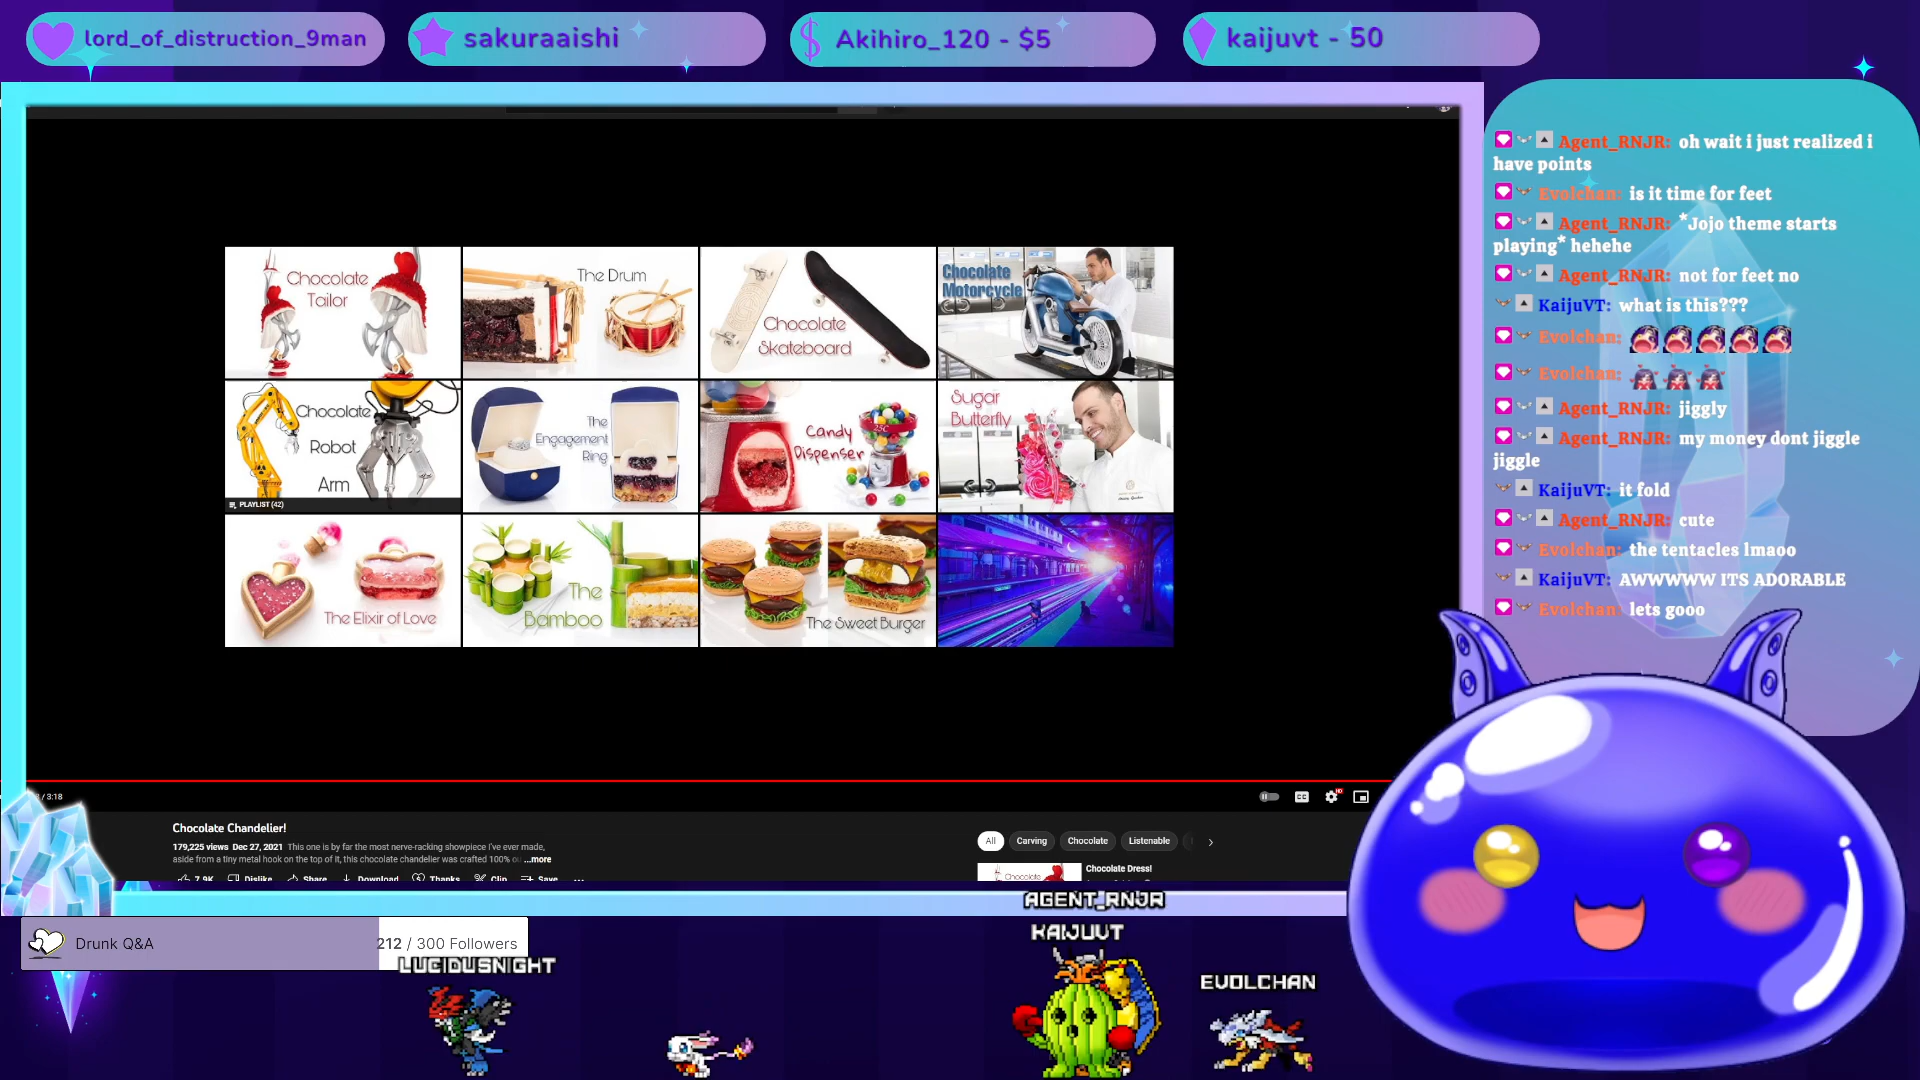 lord_of_distruction_9man
sakuraaishi
Akihiro_120 - $5
kaijuvt - 50
Chocolate
Tailor
The Drum
Chocolate
Skateboard
Chocolate
Motorcycle
Chocolate
Robot
Arm
PLAYLIST (42)
The
Engagement
Ring
25C
Candy
Dispenser
Sugar
Butterfly
The Elixir of Love
The
Bamboo
The Sweet Burger
/ 3:18
CC
HD
Chocolate Chandelier!
179,225 views Dec 27, 2021 This one is by far the most nerve-racking showpiece I've ever made,
aside from a tiny metal hook on the top of it, this chocolate chandelier was crafted 100% ...more
7.9K Dislike Share Download Thanks Clip Save ...
All Carving Chocolate Listenable
Chocolate Dress!
Agent_RNJR: oh wait i just realized i
have points
Evolchan: is it time for feet
Agent_RNJR: *Jojo theme starts
playing* hehehe
Agent_RNJR: not for feet no
KaijuVT: what is this???
Evolchan:
Evolchan:
Agent_RNJR: jiggly
Agent_RNJR: my money dont jiggle
jiggle
KaijuVT: it fold
Agent_RNJR: cute
Evolchan: the tentacles lmaoo
KaijuVT: AWWWWW ITS ADORABLE
Evolchan lets gooo
Drunk Q&A
212 / 300 Followers
LUCIDUSNIGHT
AGENT_RNJR
KAIJUVT
EVOLCHAN